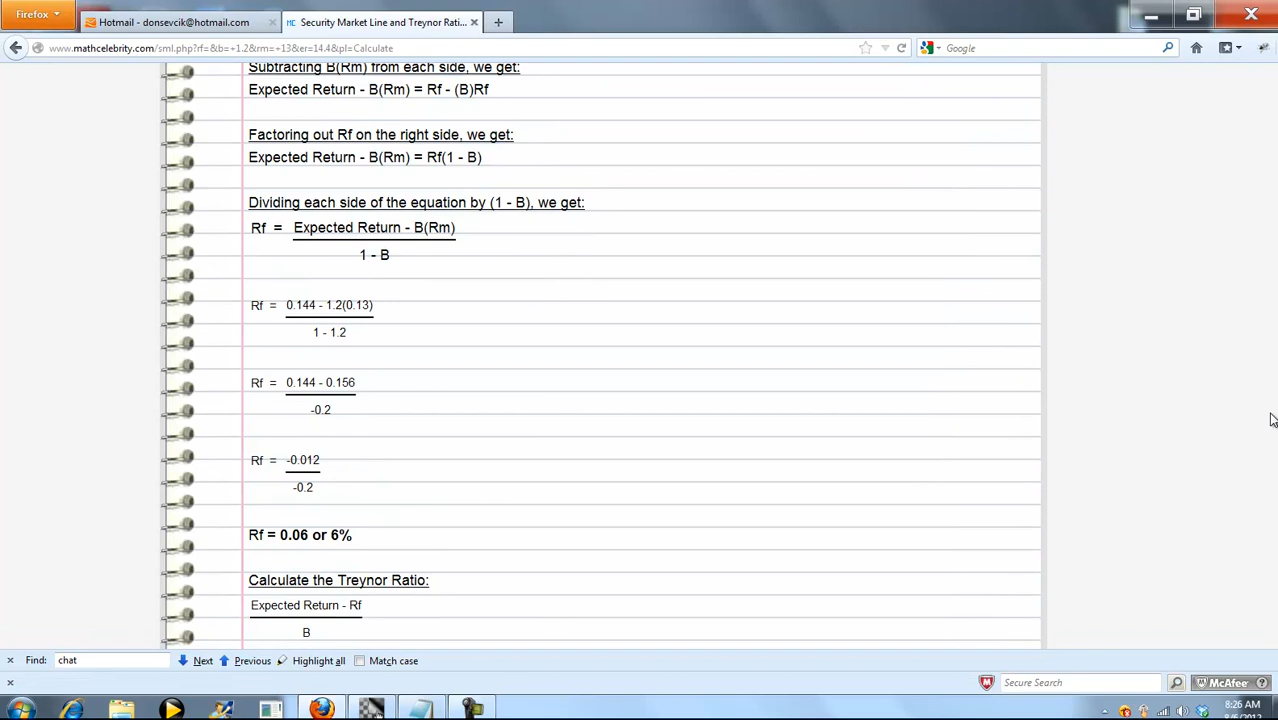 Firefox
Hotmail - donsevcik@hotmail.com
Security Market Line and Treynor Rati...
www.mathcelebrity.com/sml.php?rf=&b=+1.2&rm=+13&er=14.4&pl=Calculate
Google
Subtracting B(Rm) from each side, we get:
Expected Return - B(Rm) = Rf - (B)Rf
Factoring out Rf on the right side, we get:
Expected Return - B(Rm) = Rf(1 - B)
Dividing each side of the equation by (1 - B), we get:
Rf = Expected Return - B(Rm)
1 - B
Rf = 0.144 - 1.2(0.13)
1 - 1.2
Rf = 0.144 - 0.156
-0.2
Rf = -0.012
-0.2
Rf = 0.06 or 6%
Calculate the Treynor Ratio:
Expected Return - Rf
B
Find: chat Next Previous Highlight all Match case
Secure Search McAfee
8:26 AM
8/6/2012